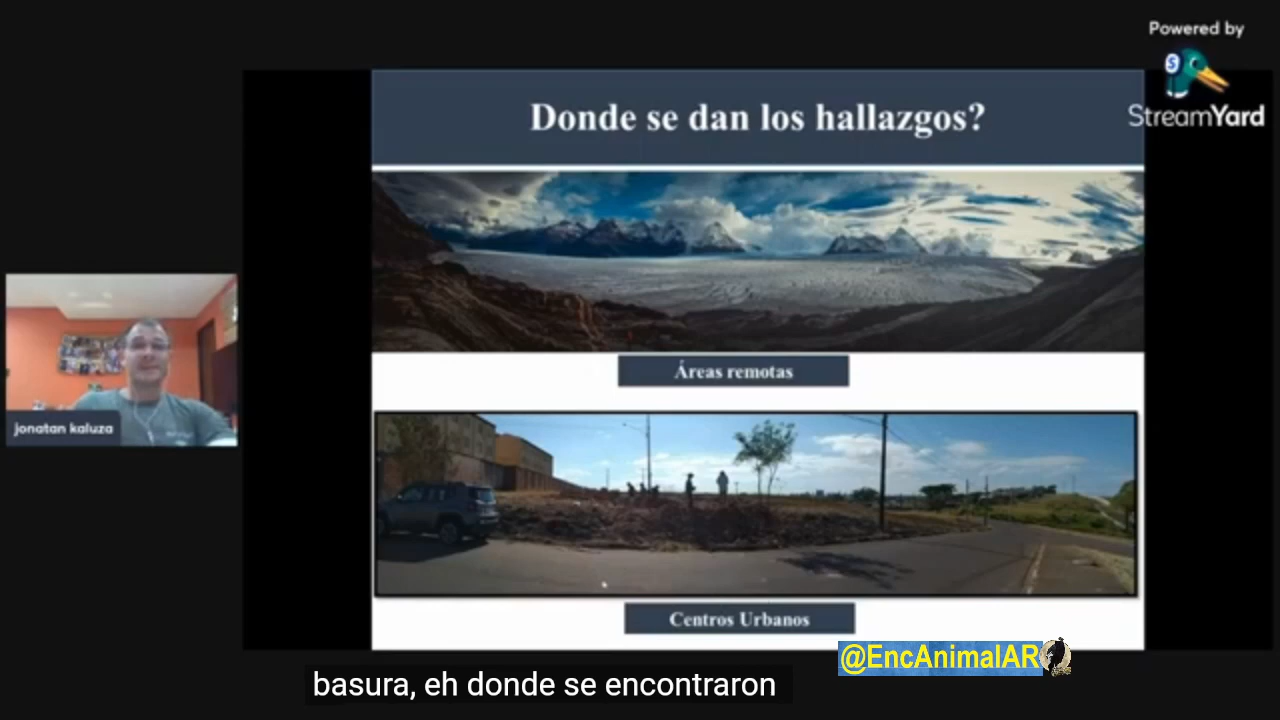 Powered by
StreamYard
Donde se dan los hallazgos?
Áreas remotas
jonatan kaluza
Centros Urbanos
@EncAnimalAR
basura, eh donde se encontraron